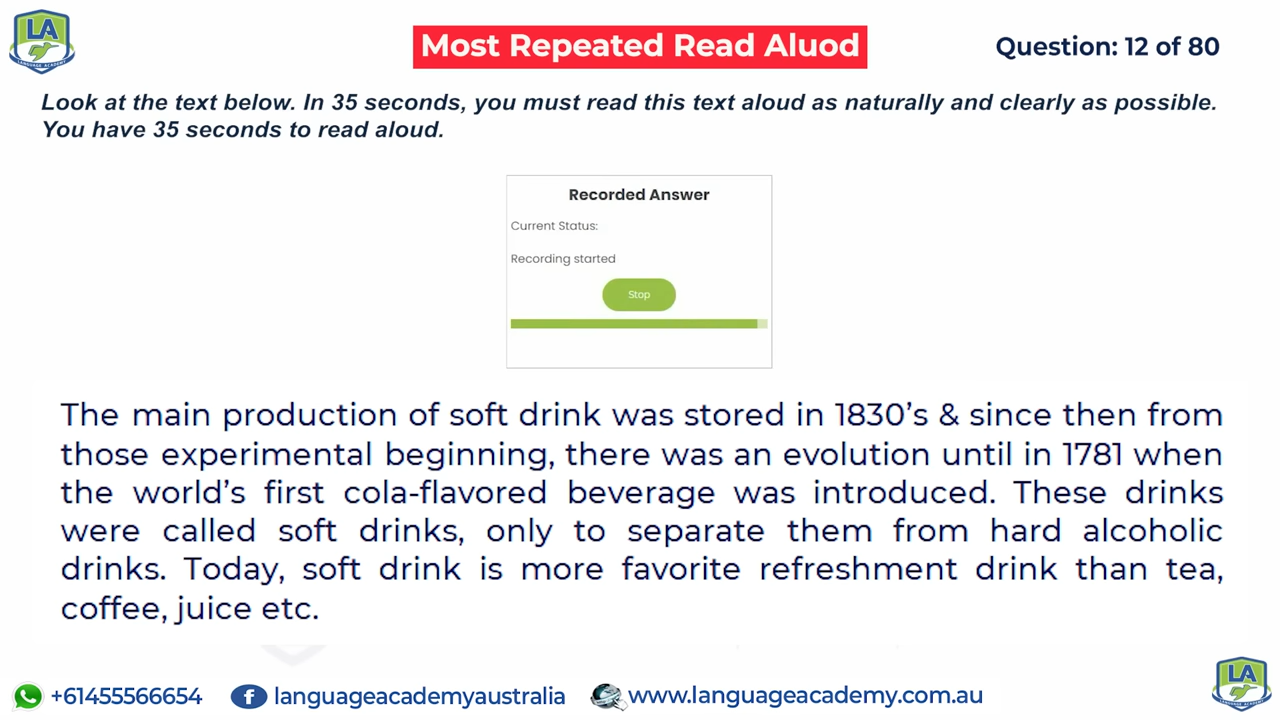 LA
LANGUAGE ACADEMY
Most Repeated Read Aluod
Question: 12 of 80
Look at the text below. In 35 seconds, you must read this text aloud as naturally and clearly as possible.
You have 35 seconds to read aloud.
Recorded Answer
Current Status:
Recording started
Stop
The main production of soft drink was stored in 1830’s & since then from
those experimental beginning, there was an evolution until in 1781 when
the world’s first cola-flavored beverage was introduced. These drinks
were called soft drinks, only to separate them from hard alcoholic
drinks. Today, soft drink is more favorite refreshment drink than tea,
coffee, juice etc.
+61455566654
languageacademyaustralia
www.languageacademy.com.au
LA
LANGUAGE ACADEMY